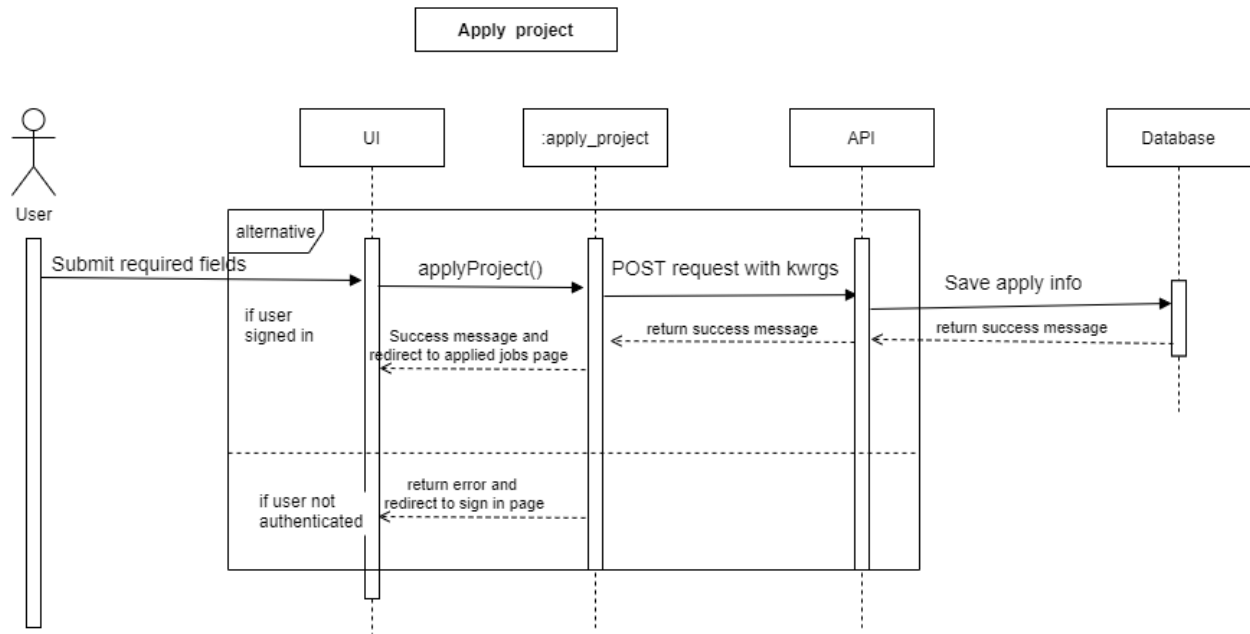 Apply project
UI
:apply_project
API
Database
User
alternative
Submit required fields
applyProject()
POST request with kwrgs
Save apply info
if user
signed in
Success message and
redirect to applied jobs page
return success message
return success message
if user not
authenticated
return error and
redirect to sign in page